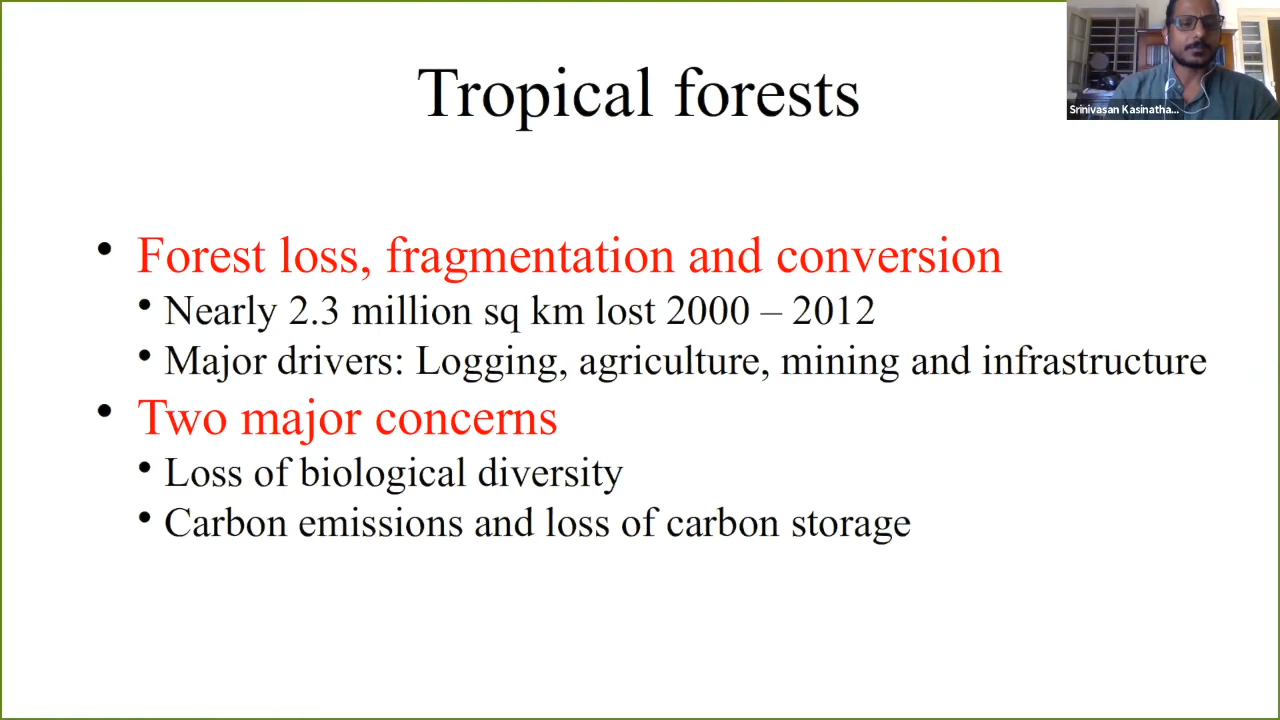 Tropical forests
Srinivasan Kasinatha...
• Forest loss, fragmentation and conversion
• Nearly 2.3 million sq km lost 2000 – 2012
• Major drivers: Logging, agriculture, mining and infrastructure
• Two major concerns
• Loss of biological diversity
• Carbon emissions and loss of carbon storage